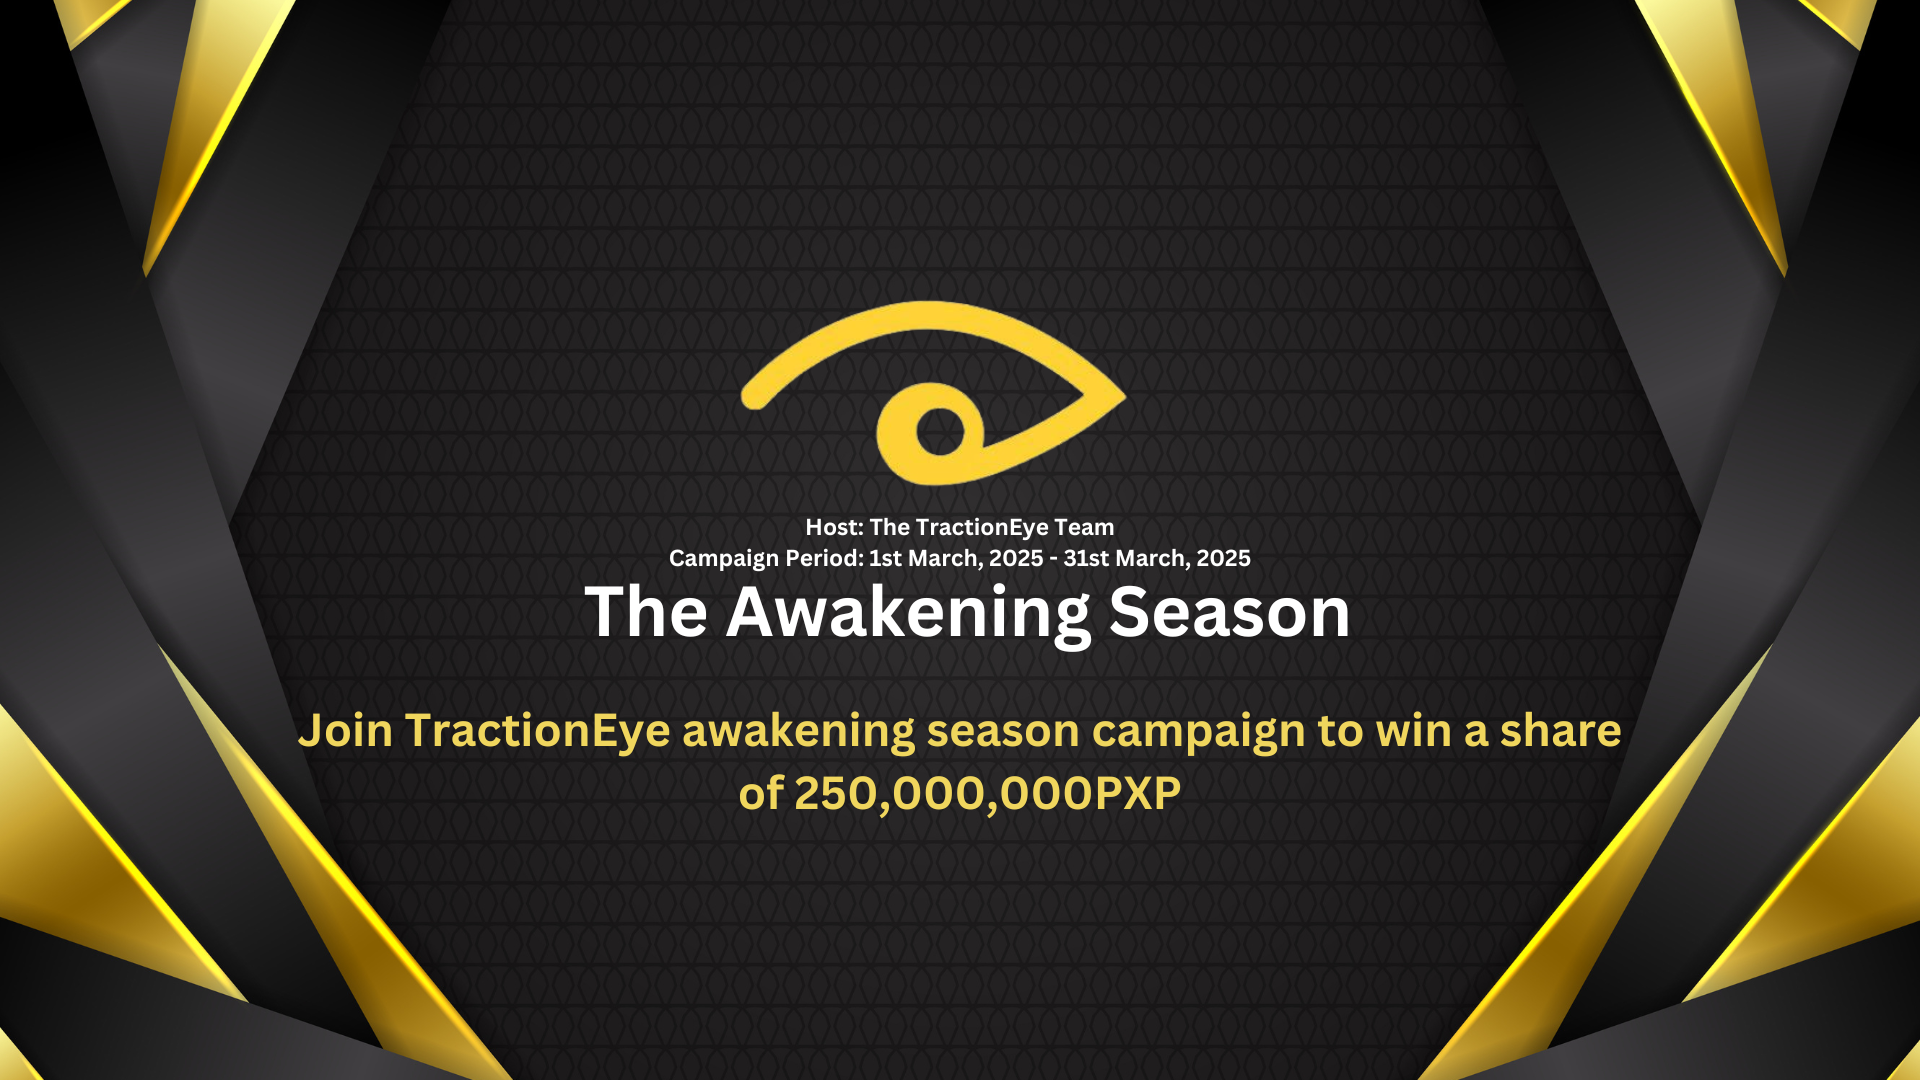 Host: The TractionEye Team
Campaign Period: 1st March, 2025 - 31st March, 2025
The Awakening Season
Join TractionEye awakening season campaign to win a share
of 250,000,000PXP